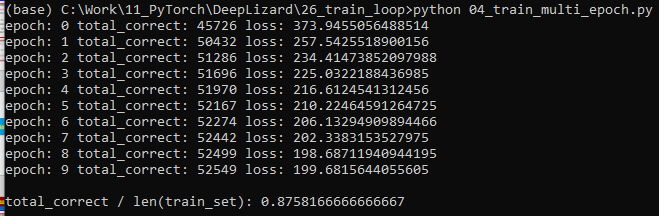 (base) C:\Work\11_PyTorch\DeepLizard\26_train_loop>python 04_train_multi_epoch.py
epoch: 0 total_correct: 45726 loss: 373.9455056488514
epoch: 1 total_correct: 50432 loss: 257.5425518900156
epoch: 2 total_correct: 51286 loss: 234.41473852097988
epoch: 3 total_correct: 51696 loss: 225.0322188436985
epoch: 4 total_correct: 51970 loss: 216.6124541312456
epoch: 5 total_correct: 52167 loss: 210.22464591264725
epoch: 6 total_correct: 52274 loss: 206.13294909894466
epoch: 7 total_correct: 52442 loss: 202.3383153527975
epoch: 8 total_correct: 52499 loss: 198.68711940944195
epoch: 9 total_correct: 52549 loss: 199.6815644055605
total_correct / len(train_set): 0.8758166666666667